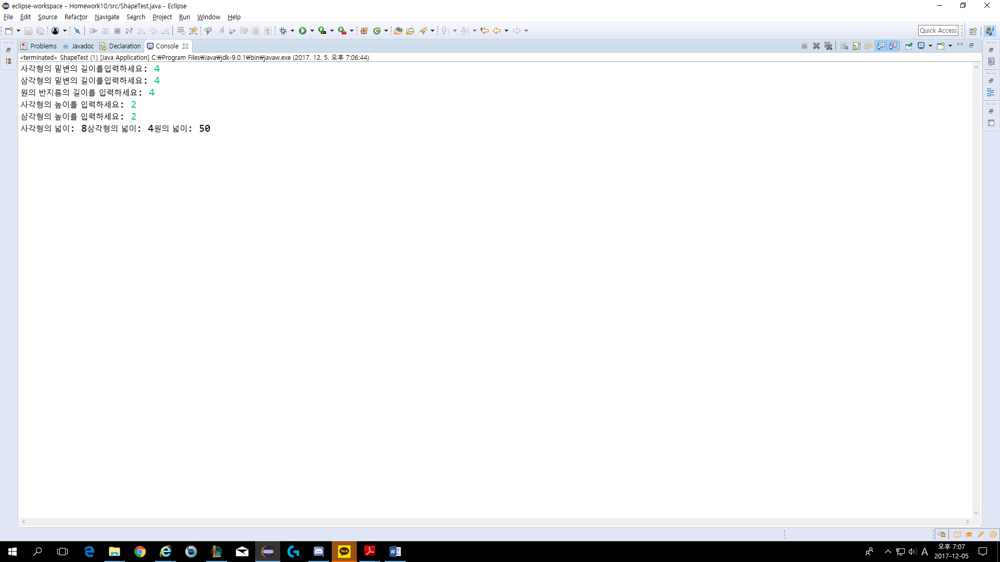 eclipse-workspace - Homework10/src/ShapeTest.java - Eclipse
File Edit Source Refactor Navigate Search Project Run Window Help
Quick Access
Problems @ Javadoc Declaration Console
<terminated> ShapeTest (1) [Java Application] C:₩Program Files₩Java₩jdk-9.0.1₩bin₩javaw.exe (2017. 12. 5. 오후 7:06:44)
사각형의 밑변의 길이를입력하세요: 4
삼각형의 밑변의 길이를입력하세요: 4
원의 반지름의 길이를 입력하세요: 4
사각형의 높이를 입력하세요: 2
삼각형의 높이를 입력하세요: 2
사각형의 넓이: 8삼각형의 넓이: 4원의 넓이: 50
TALK
A
오후 7:07
2017-12-05